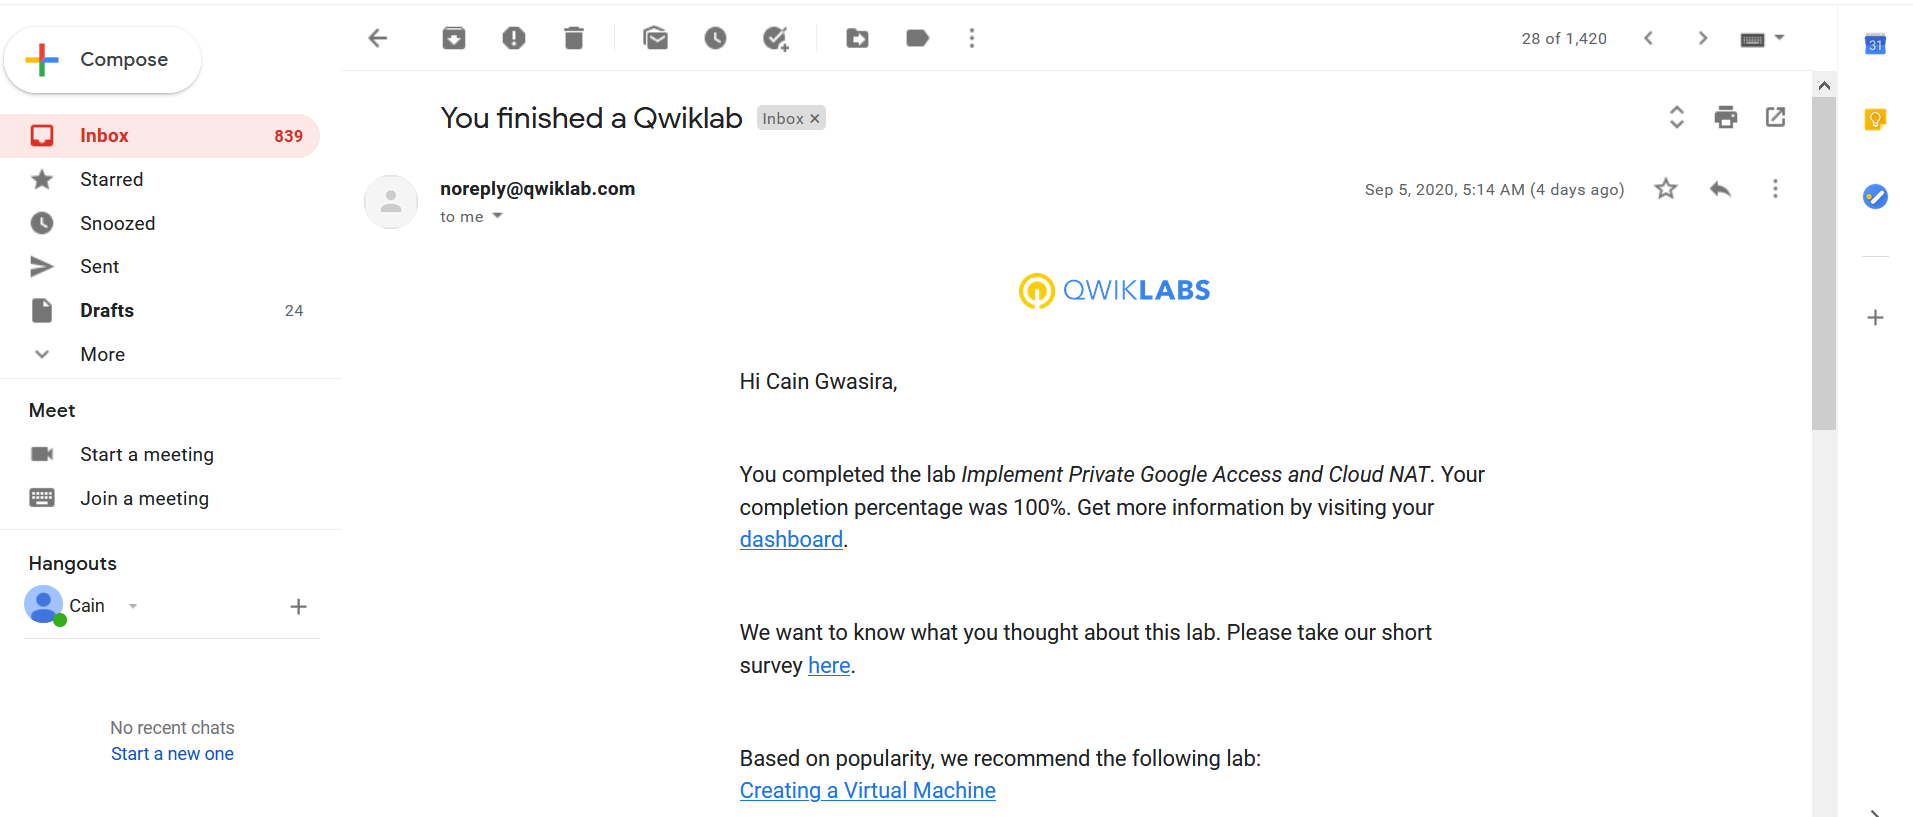 Compose
28 of 1,420
31
Inbox 839
Starred
Snoozed
Sent
Drafts 24
More
Meet
Start a meeting
Join a meeting
Hangouts
Cain
No recent chats
Start a new one
You finished a Qwiklab Inbox ×
noreply@qwiklab.com Sep 5, 2020, 5:14 AM (4 days ago)
to me
QWIKLABS
Hi Cain Gwasira,
You completed the lab Implement Private Google Access and Cloud NAT. Your
completion percentage was 100%. Get more information by visiting your
dashboard.
We want to know what you thought about this lab. Please take our short
survey here.
Based on popularity, we recommend the following lab:
Creating a Virtual Machine